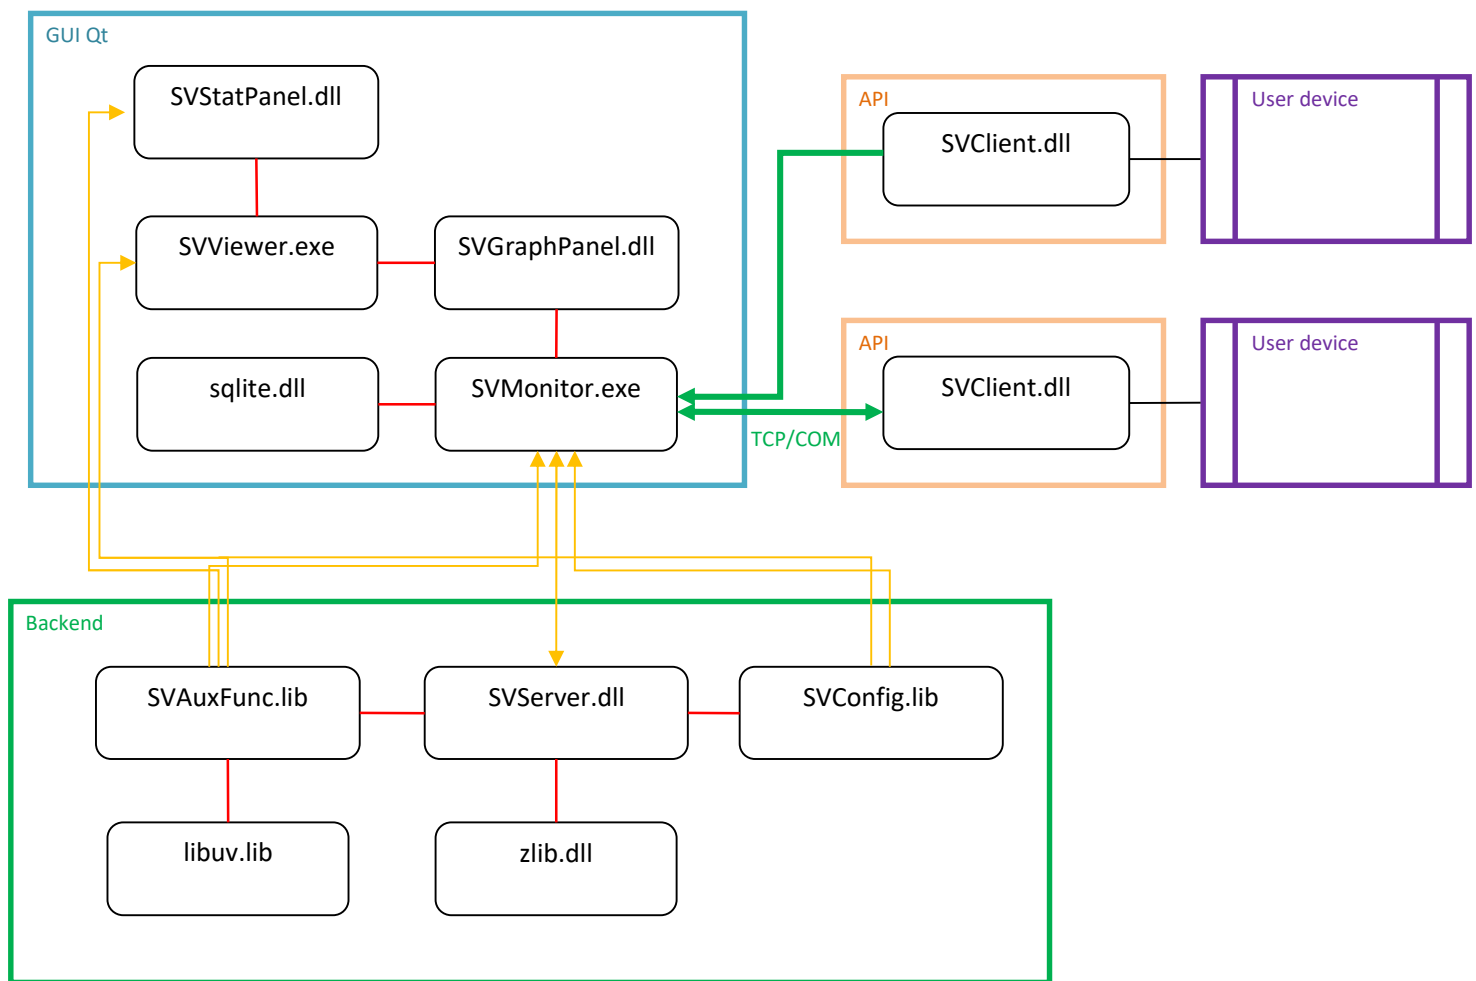 GUI Qt
SVStatPanel.dll
SVViewer.exe
SVGraphPanel.dll
sqlite.dll
SVMonitor.exe
API
SVClient.dll
User device
API
SVClient.dll
User device
TCP/COM
Backend
SVAuxFunc.lib
SVServer.dll
SVConfig.lib
libuv.lib
zlib.dll